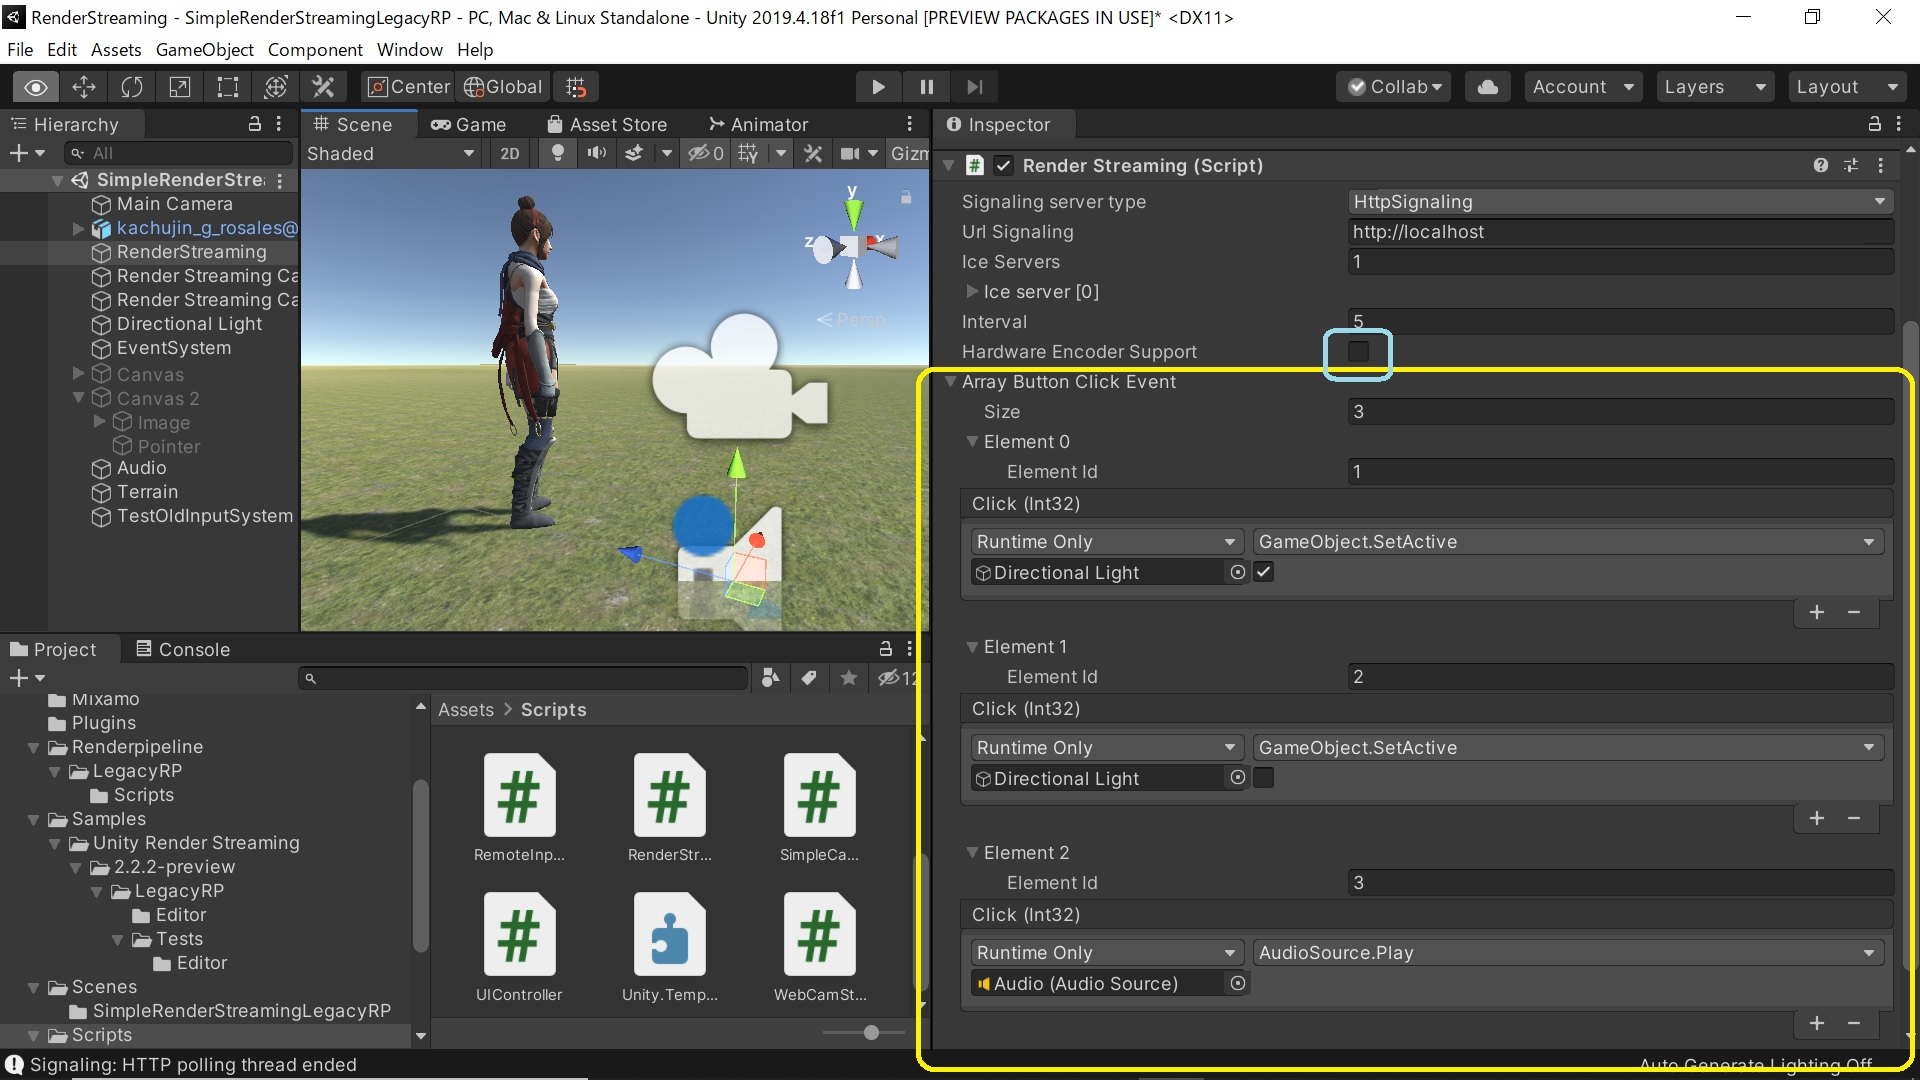 RenderStreaming - SimpleRenderStreamingLegacyRP - PC, Mac & Linux Standalone - Unity 2019.4.18f1 Personal [PREVIEW PACKAGES IN USE]* <DX11>
File Edit Assets GameObject Component Window Help
Center Global Collab Account Layers Layout
Hierarchy
All
SimpleRenderStre
Main Camera
kachujin_g_rosales@
RenderStreaming
Render Streaming Ca
Render Streaming Ca
Directional Light
EventSystem
Canvas
Canvas 2
Image
Pointer
Audio
Terrain
TestOldInputSystem
Scene Game Asset Store Animator
Shaded 2D 0 Gizm
y
z x
Persp
Inspector
# Render Streaming (Script)
Signaling server type HttpSignaling
Url Signaling http://localhost
Ice Servers 1
Ice server [0]
Interval 5
Hardware Encoder Support
Array Button Click Event
Size 3
Element 0
Element Id 1
Click (Int32)
Runtime Only GameObject.SetActive
Directional Light
+ −
Element 1
Element Id 2
Click (Int32)
Runtime Only GameObject.SetActive
Directional Light
+ −
Element 2
Element Id 3
Click (Int32)
Runtime Only AudioSource.Play
Audio (Audio Source)
+ −
Project Console
12
Mixamo
Plugins
Renderpipeline
LegacyRP
Scripts
Samples
Unity Render Streaming
2.2.2-preview
LegacyRP
Editor
Tests
Editor
Scenes
SimpleRenderStreamingLegacyRP
Scripts
Assets > Scripts
# # #
RemoteInp... RenderStr... SimpleCa...
# #
UIController Unity.Temp... WebCamSt...
Signaling: HTTP polling thread ended
Auto Generate Lighting Off